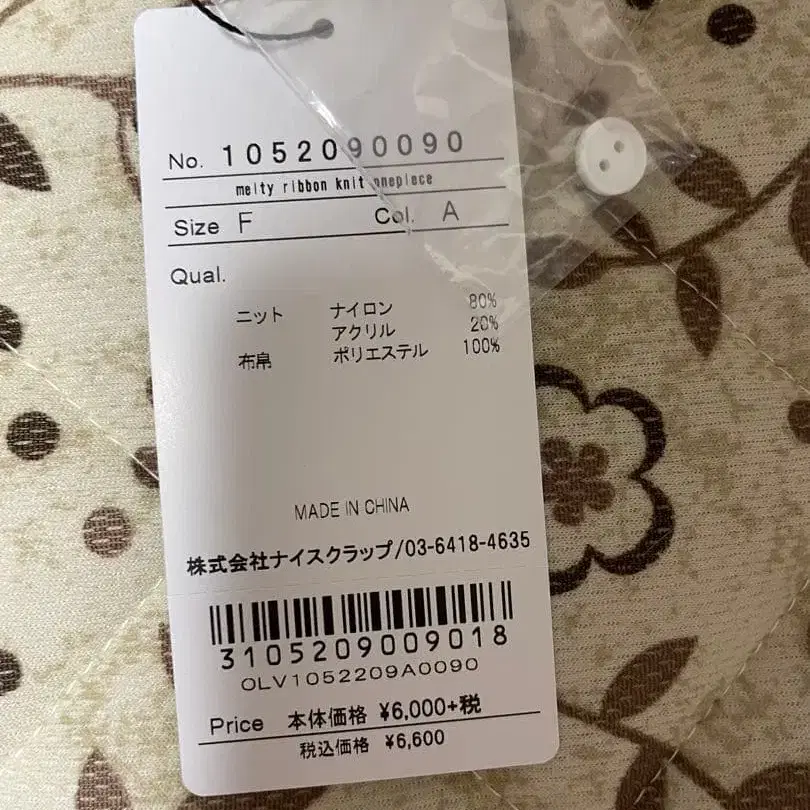 No. 1052090090
melty ribbon knit onepiece
Size F Col. A
Qual.
ニット ナイロン 80%
アクリル 20%
布帛 ポリエステル 100%
MADE IN CHINA
株式会社ナイスクラップ/03-6418-4635
3105209009018
OLV1052209A0090
Price 本体価格 ¥6,000+税
税込価格 ¥6,600